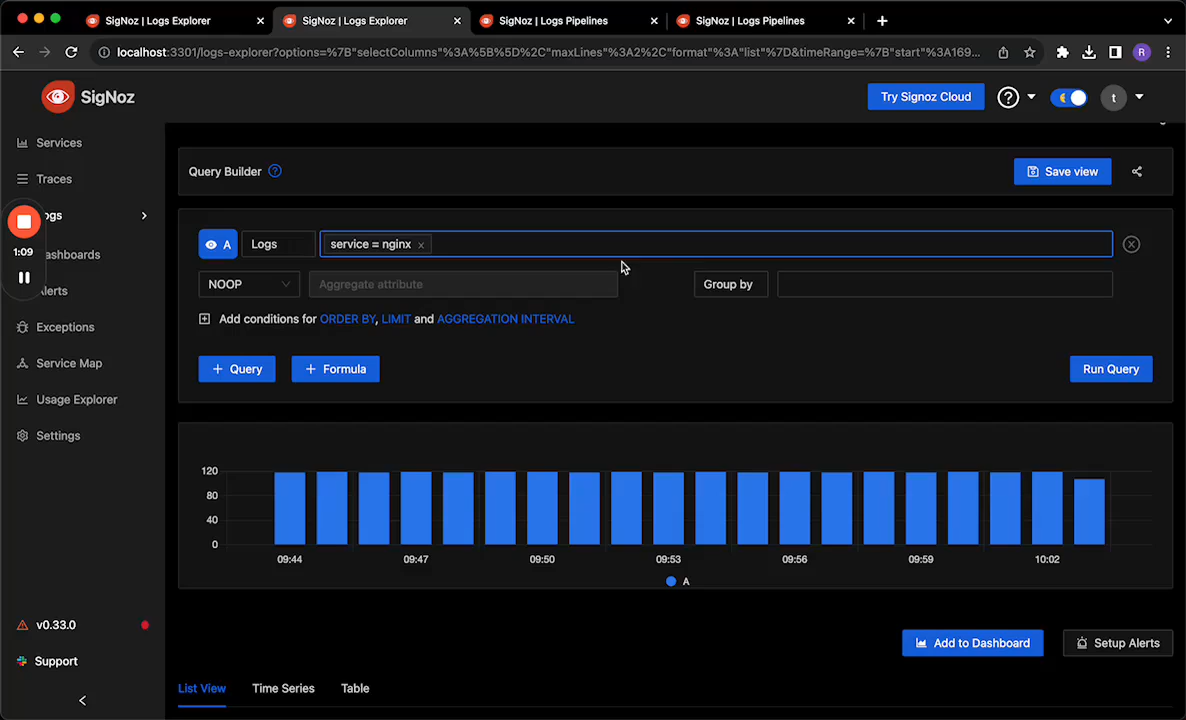 SigNoz | Logs Explorer
SigNoz | Logs Explorer
SigNoz | Logs Pipelines
SigNoz | Logs Pipelines
localhost:3301/logs-explorer?options=%7B"selectColumns"%3A%5B%5D%2C"maxLines"%3A2%2C"format"%3A"list"%7D&timeRange=%7B"start"%3A169...
R
SigNoz
Try Signoz Cloud
t
Services
Traces
ogs
1:09
ashboards
lerts
Exceptions
Service Map
Usage Explorer
Settings
v0.33.0
Support
Query Builder
Save view
A
Logs
service = nginx
NOOP
Aggregate attribute
Group by
Add conditions for ORDER BY, LIMIT and AGGREGATION INTERVAL
+ Query
+ Formula
Run Query
120
80
40
0
09:44 09:47 09:50 09:53 09:56 09:59 10:02
A
Add to Dashboard
Setup Alerts
List View
Time Series
Table